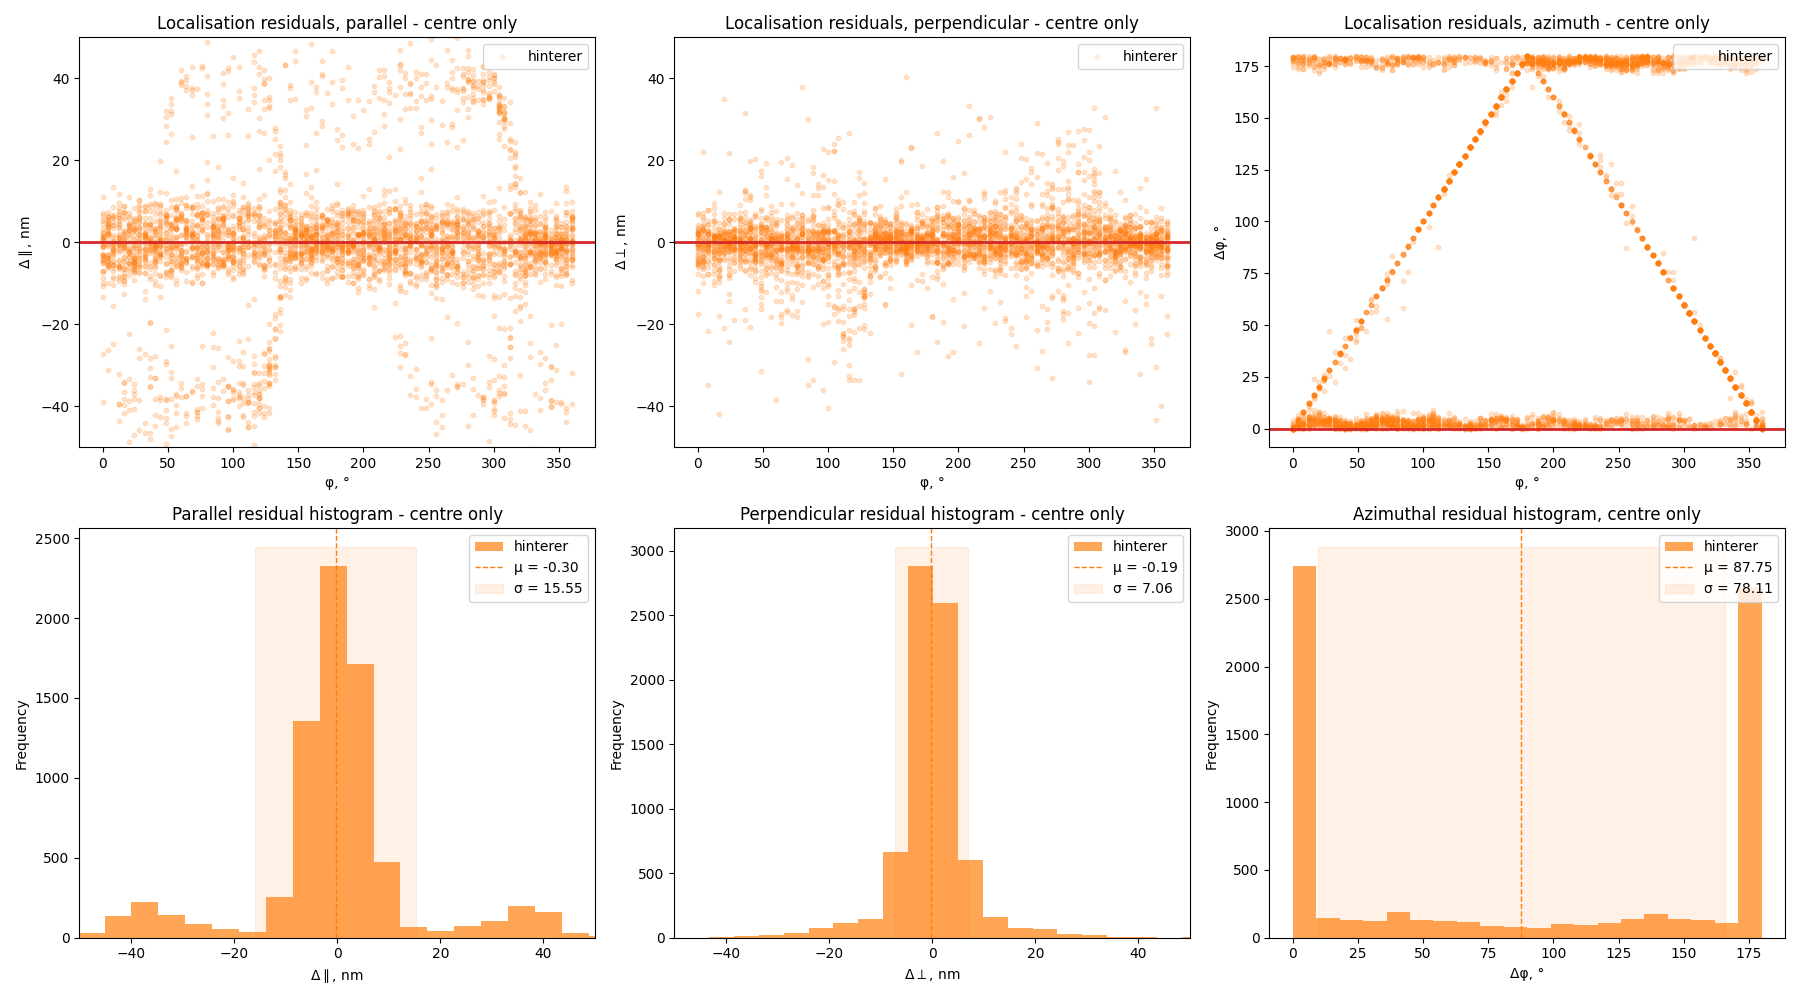 Localisation residuals, parallel - centre only
hinterer
Δ∥, nm
40
20
0
−20
−40
0 50 100 150 200 250 300 350
φ, °
Localisation residuals, perpendicular - centre only
hinterer
Δ⊥, nm
40
20
0
−20
−40
0 50 100 150 200 250 300 350
φ, °
Localisation residuals, azimuth - centre only
hinterer
Δφ, °
175
150
125
100
75
50
25
0
0 50 100 150 200 250 300 350
φ, °
Parallel residual histogram - centre only
hinterer
μ = -0.30
σ = 15.55
Frequency
2500
2000
1500
1000
500
0
−40 −20 0 20 40
Δ∥, nm
Perpendicular residual histogram - centre only
hinterer
μ = -0.19
σ = 7.06
Frequency
3000
2500
2000
1500
1000
500
0
−40 −20 0 20 40
Δ⊥, nm
Azimuthal residual histogram, centre only
hinterer
μ = 87.75
σ = 78.11
Frequency
3000
2500
2000
1500
1000
500
0
0 25 50 75 100 125 150 175
Δφ, °